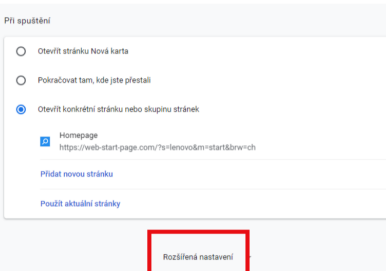 Při spuštění
Otevřít stránku Nová karta
Pokračovat tam, kde jste přestali
Otevřít konkrétní stránku nebo skupinu stránek
Homepage
https://web-start-page.com/?s=lenovo&m=start&brw=ch
Přidat novou stránku
Použít aktuální stránky
Rozšířená nastavení